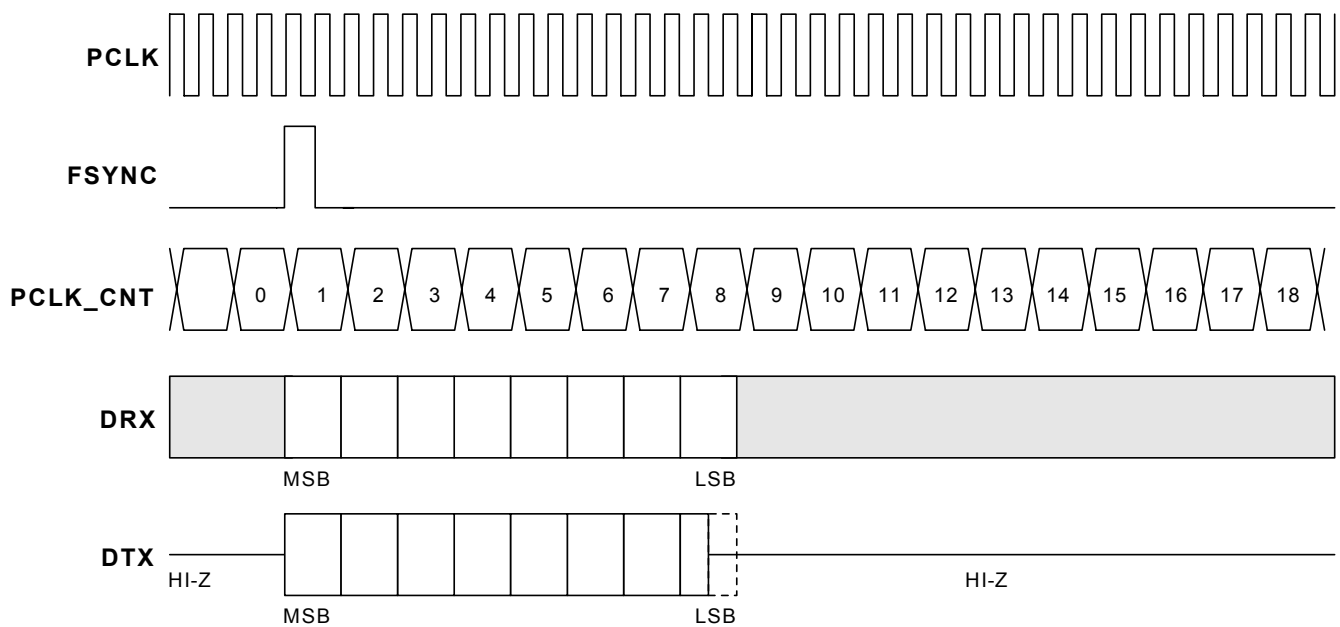 PCLK
FSYNC
PCLK_CNT 0 1 2 3 4 5 6 7 8 9 10 11 12 13 14 15 16 17 18
DRX
MSB LSB
DTX
HI-Z HI-Z
MSB LSB